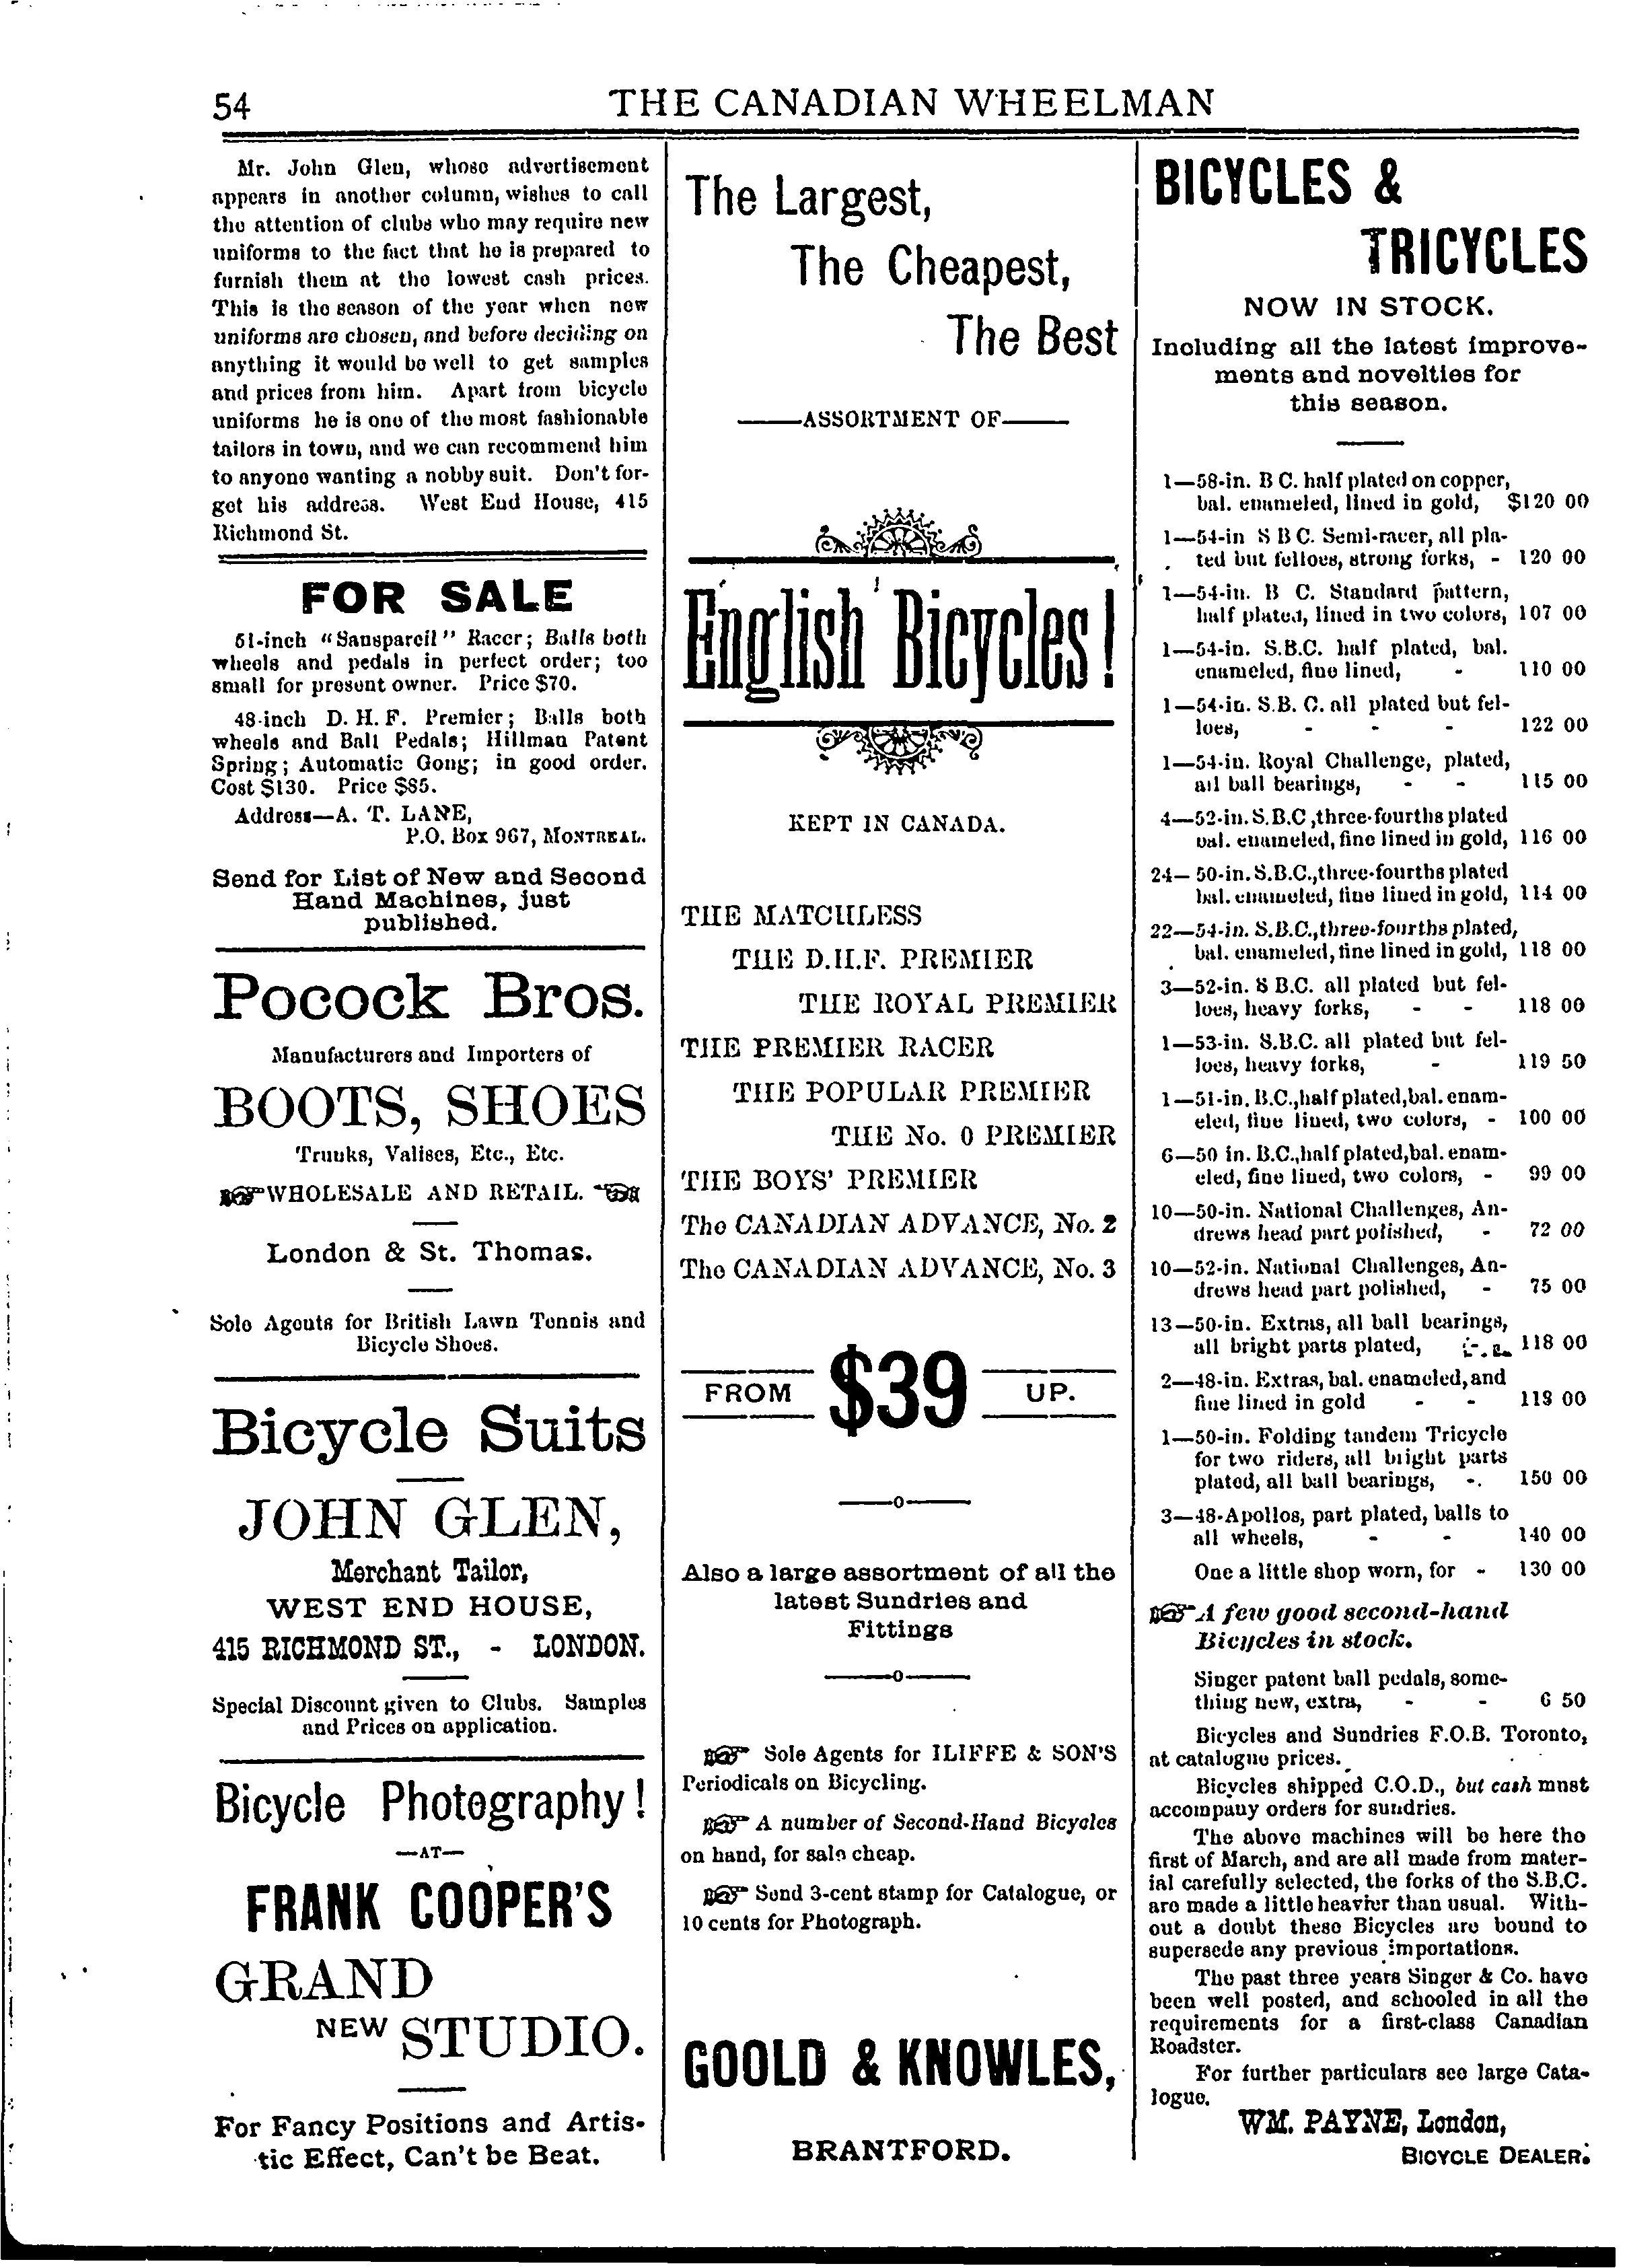 54
THE CANADIAN WHEELMAN
Mr. John Glen, whose advertisement
appears in another column, wishes to call
the attention of clubs who may require new
uniforms to the fact that he is prepared to
furnish them at the lowest cash prices.
This is the season of the year when new
uniforms are chosen, and before deciding on
anything it would be well to get samples
and prices from him. Apart from bicycle
uniforms he is one of the most fashionable
tailors in town, and we can recommend him
to anyone wanting a nobby suit. Don't for-
get his address. West End House, 415
Richmond St.
FOR SALE
51-inch "Sanspareil" Racer; Balls both
wheels and pedals in perfect order; too
small for present owner. Price $70.
48-inch D. H. F. Premier; Balls both
wheels and Ball Pedals; Hillman Patent
Spring; Automatic Gong; in good order.
Cost $130. Price $85.
Address—A. T. LANE,
P.O. Box 967, MONTREAL.
Send for List of New and Second
Hand Machines, just
published.
Pocock Bros.
Manufacturers and Importers of
BOOTS, SHOES
Trunks, Valises, Etc., Etc.
WHOLESALE AND RETAIL.
London & St. Thomas.
Sole Agents for British Lawn Tennis and
Bicycle Shoes.
Bicycle Suits
JOHN GLEN,
Merchant Tailor,
WEST END HOUSE,
415 RICHMOND ST., - LONDON.
Special Discount given to Clubs. Samples
and Prices on application.
Bicycle Photography!
—AT—
FRANK COOPER'S
GRAND
NEW STUDIO.
For Fancy Positions and Artis-
tic Effect, Can't be Beat.
The Largest,
The Cheapest,
The Best
——ASSORTMENT OF——
English Bicycles!
KEPT IN CANADA.
THE MATCHLESS
THE D.H.F. PREMIER
THE ROYAL PREMIER
THE PREMIER RACER
THE POPULAR PREMIER
THE No. 0 PREMIER
THE BOYS' PREMIER
The CANADIAN ADVANCE, No. 2
The CANADIAN ADVANCE, No. 3
FROM $39 UP.
——o——
Also a large assortment of all the
latest Sundries and
Fittings
——o——
Sole Agents for ILIFFE & SON'S
Periodicals on Bicycling.
A number of Second-Hand Bicycles
on hand, for sale cheap.
Send 3-cent stamp for Catalogue, or
10 cents for Photograph.
GOOLD & KNOWLES,
BRANTFORD.
BICYCLES &
TRICYCLES
NOW IN STOCK.
Including all the latest improve-
ments and novelties for
this season.
1—58-in. B C. half plated on copper,
bal. enameled, lined in gold, $120 00
1—54-in S B C. Semi-racer, all pla-
ted but felloes, strong forks, - 120 00
1—54-in. B C. Standard pattern,
half plated, lined in two colors, 107 00
1—54-in. S.B.C. half plated, bal.
enameled, fine lined, - 110 00
1—54-in. S.B. C. all plated but fel-
loes, - - - 122 00
1—54-in. Royal Challenge, plated,
all ball bearings, - - 115 00
4—52-in. S.B.C ,three-fourths plated
bal. enameled, fine lined in gold, 116 00
24—50-in. S.B.C.,three-fourths plated
bal. enameled, fine lined in gold, 114 00
22—54-in. S.B.C.,three-fourths plated,
bal. enameled, fine lined in gold, 118 00
3—52-in. S B.C. all plated but fel-
loes, heavy forks, - - 118 00
1—53-in. S.B.C. all plated but fel-
loes, heavy forks, - 119 50
1—51-in. B.C.,half plated,bal. enam-
eled, fine lined, two colors, - 100 00
6—50 in. B.C.,half plated,bal. enam-
eled, fine lined, two colors, - 99 00
10—50-in. National Challenges, An-
drews head part polished, - 72 00
10—52-in. National Challenges, An-
drews head part polished, - 75 00
13—50-in. Extras, all ball bearings,
all bright parts plated, 118 00
2—48-in. Extras, bal. enameled, and
fine lined in gold - -
1—50-in. Folding tandem Tricycle
for two riders, all bright parts
plated, all ball bearings, -. 150 00
3—48-Apollos, part plated, balls to
all wheels, - - 140 00
One a little shop worn, for - 130 00
A few good second-hand
Bicycles in stock.
Singer patent ball pedals, some-
thing new, extra, - - 6 50
Bicycles and Sundries F.O.B. Toronto,
at catalogue prices.
Bicycles shipped C.O.D., but cash must
accompany orders for sundries.
The above machines will be here the
first of March, and are all made from mater-
ial carefully selected, the forks of the S.B.C.
are made a little heavier than usual. With-
out a doubt these Bicycles are bound to
supersede any previous importations.
The past three years Singer & Co. have
been well posted, and schooled in all the
requirements for a first-class Canadian
Roadster.
For further particulars see large Cata-
logue.
WM. PAYNE, London,
BICYCLE DEALER.